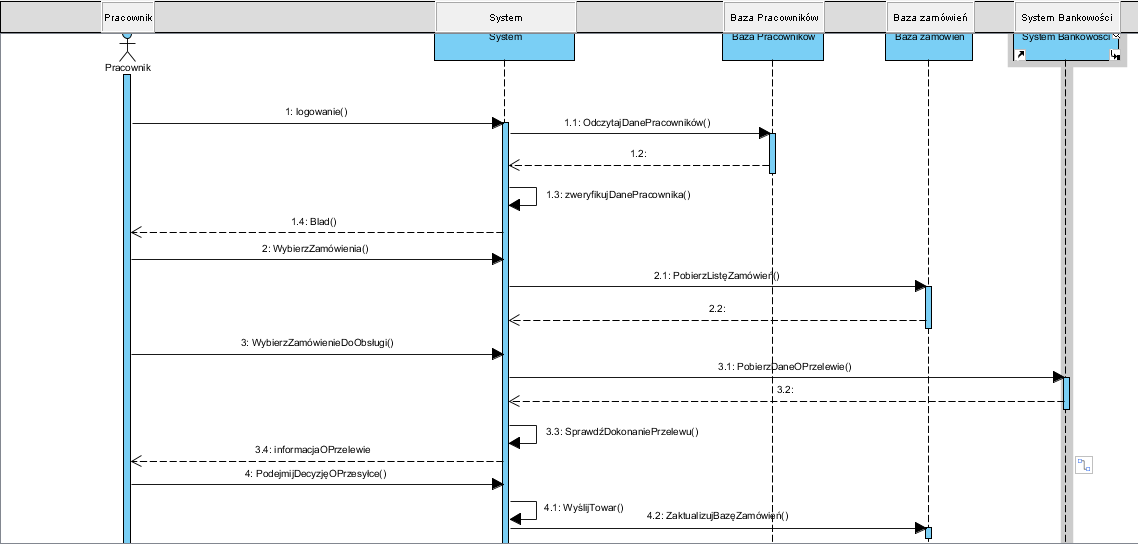 Pracownik System Baza Pracowników Baza zamówień System Bankowości
System Baza Pracowników Baza zamówień System Bankowości
Pracownik
1: logowanie()
1.1: OdczytajDanePracowników()
1.2:
1.3: zweryfikujDanePracownika()
1.4: Blad()
2: WybierzZamówienia()
2.1: PobierzListęZamówień()
2.2:
3: WybierzZamówienieDoObsługi()
3.1: PobierzDaneOPrzelewie()
3.2:
3.3: SprawdźDokonaniePrzelewu()
3.4: informacjaOPrzelewie
4: PodejmijDecyzjęOPrzesyłce()
4.1: WyślijTowar()
4.2: ZaktualizujBazęZamówień()